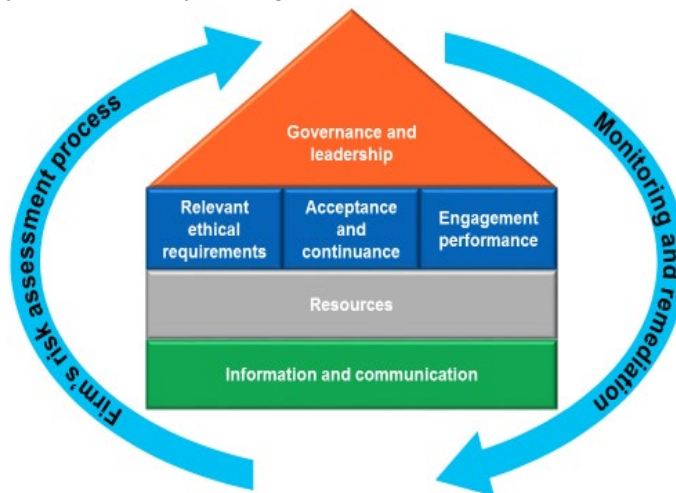 Firm's risk assessment process
Governance and
leadership
Monitoring and remediation
Relevant
ethical
requirements
Acceptance
and
continuance
Engagement
performance
Resources
Information and communication